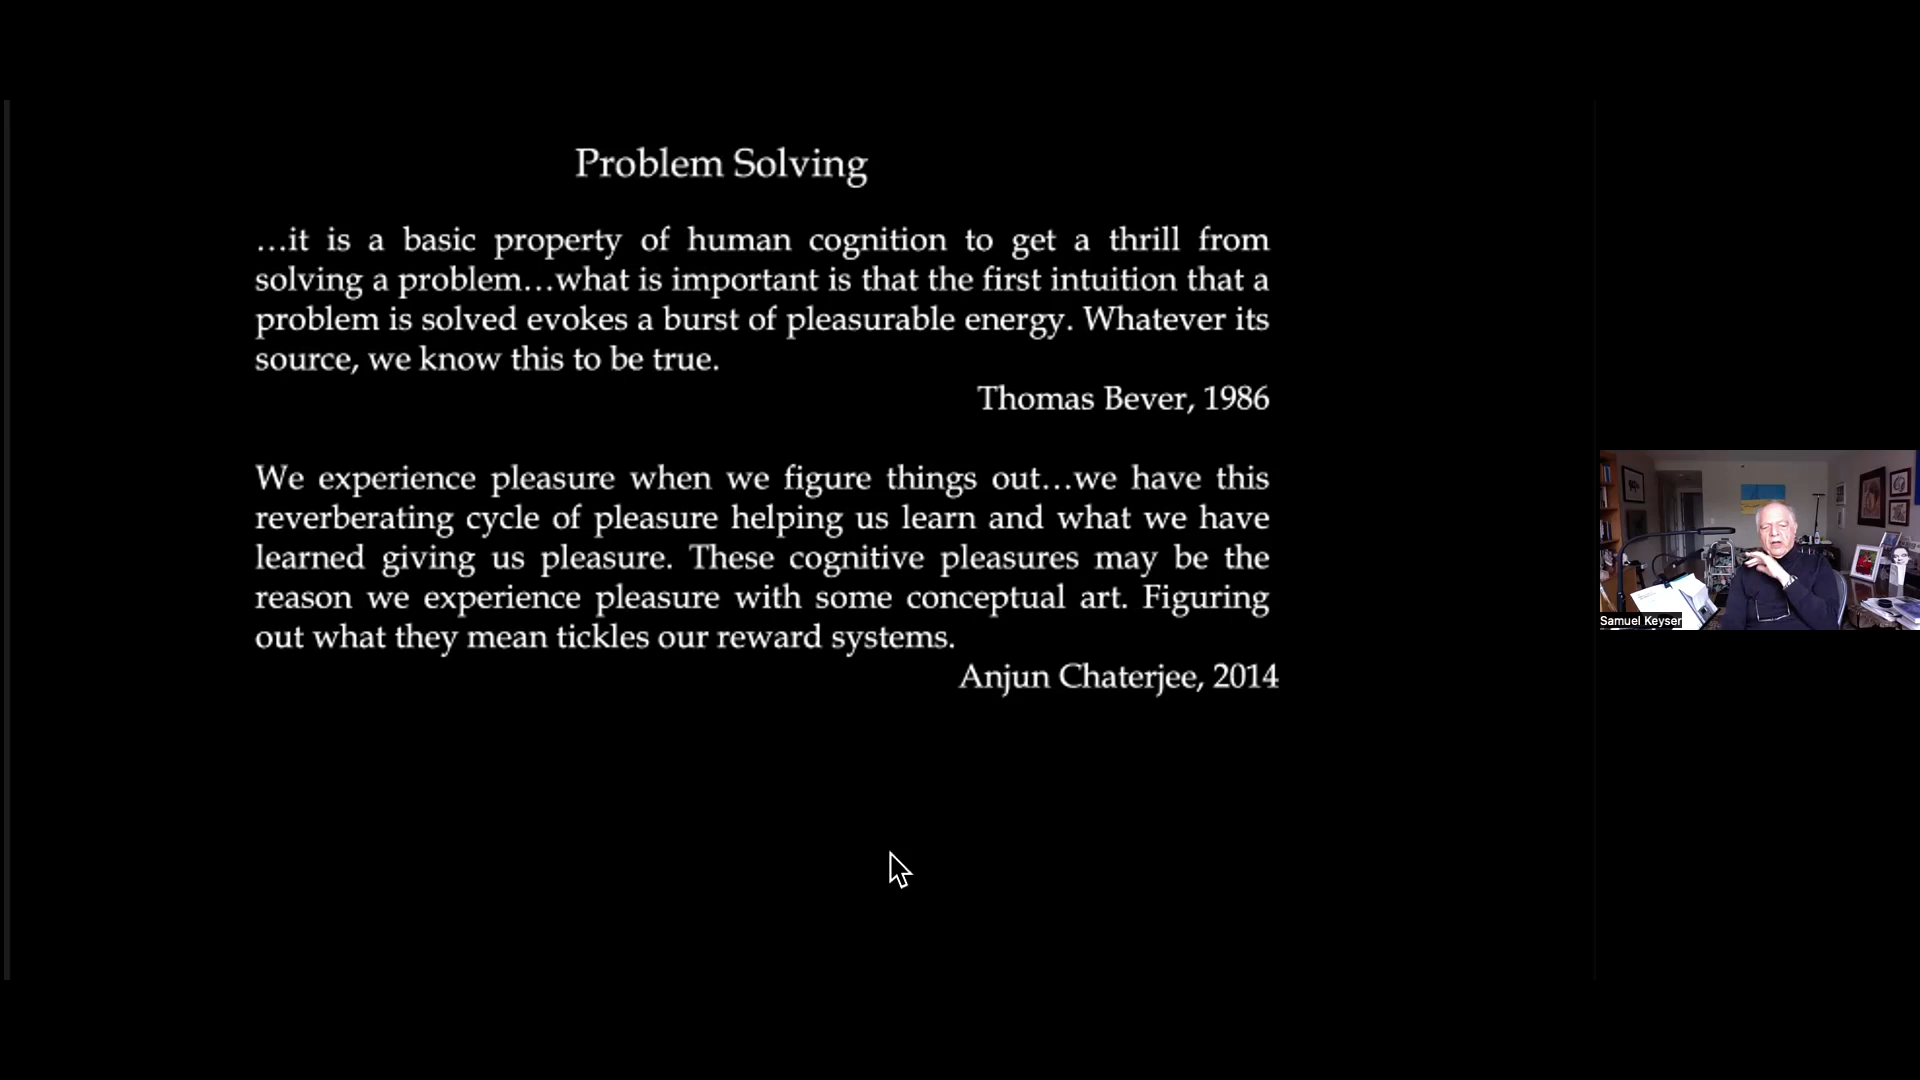 Problem Solving
…it is a basic property of human cognition to get a thrill from
solving a problem…what is important is that the first intuition that a
problem is solved evokes a burst of pleasurable energy. Whatever its
source, we know this to be true.
Thomas Bever, 1986
We experience pleasure when we figure things out…we have this
reverberating cycle of pleasure helping us learn and what we have
learned giving us pleasure. These cognitive pleasures may be the
reason we experience pleasure with some conceptual art. Figuring
out what they mean tickles our reward systems.
Anjun Chaterjee, 2014
Samuel Keyser